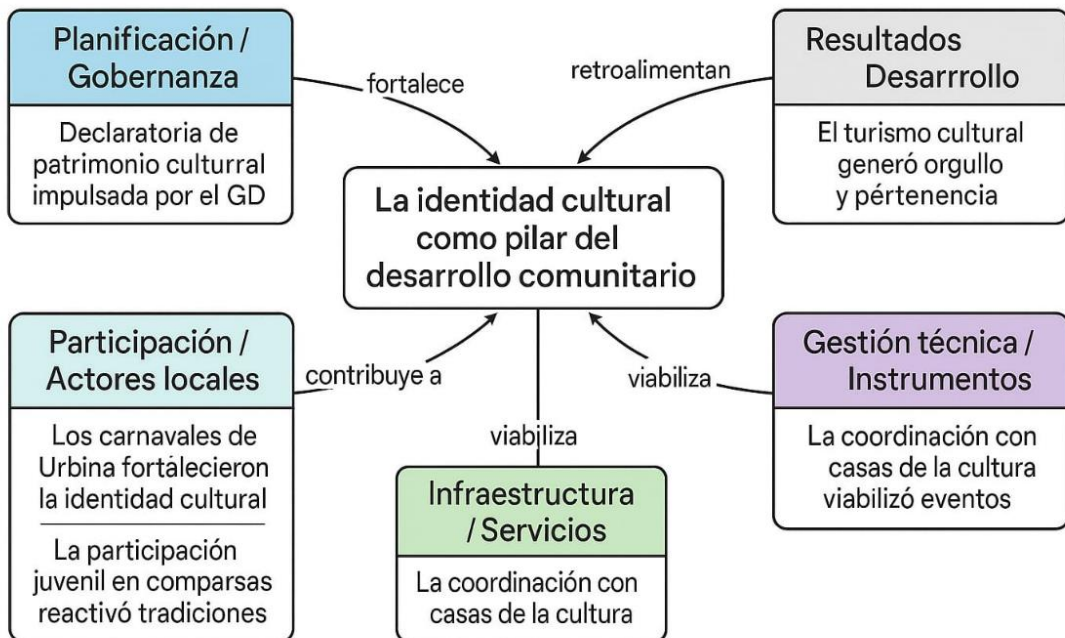 Planificación /
Gobernanza
Declaratoria de
patrimonio culturral
impulsada por el GD
fortalece
retroalimentan
Resultados
Desarrrollo
El turismo cultural
generó orgullo
y pértenencia
La identidad cultural
como pilar del
desarrollo comunitario
Participación /
Actores locales
Los carnavales de
Urbina fortálecieron
la identidad cultural
La participación
juvenil en comparsas
reactivó tradiciones
contribuye a
viabiliza
Infraestructura
/ Servicios
La coordinación con
casas de la cultura
viabiliza
Gestión técnica /
Instrumentos
La coordinación con
casas de la cultura
viabilizó eventos